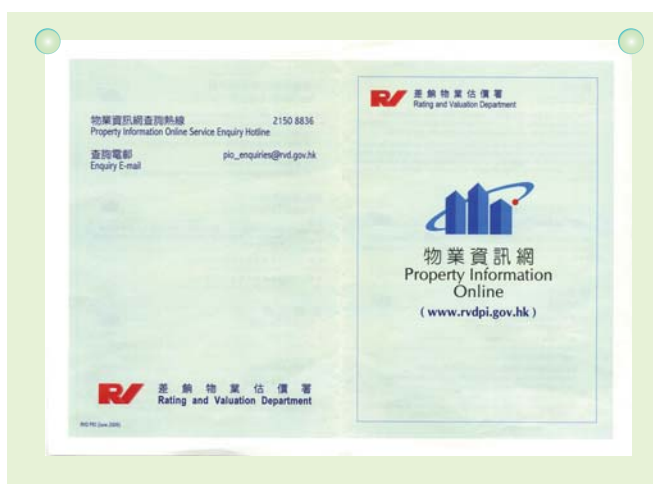 物業資訊網查詢熱線 2150 8836
Property Information Online Service Enquiry Hotline
查詢電郵 pio_enquiries@rvd.gov.hk
Enquiry E-mail
差餉物業估價署
Rating and Valuation Department
差餉物業估價署
Rating and Valuation Department
物業資訊網
Property Information
Online
( www.rvdpi.gov.hk )